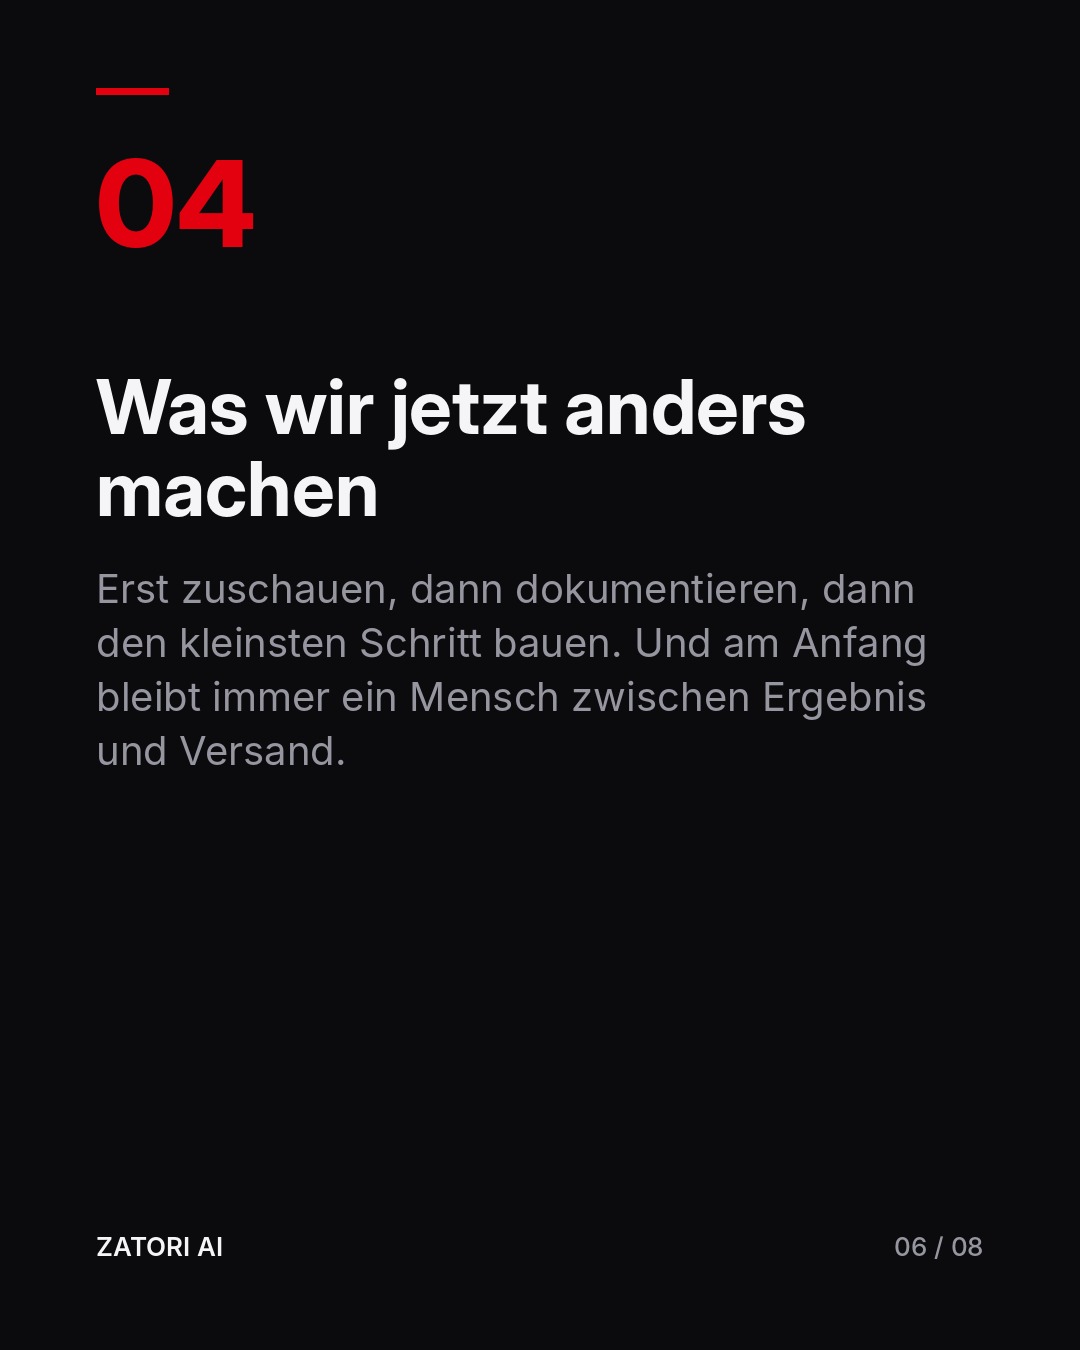 04
Was wir jetzt anders
machen
Erst zuschauen, dann dokumentieren, dann
den kleinsten Schritt bauen. Und am Anfang
bleibt immer ein Mensch zwischen Ergebnis
und Versand.
ZATORI AI
06 / 08